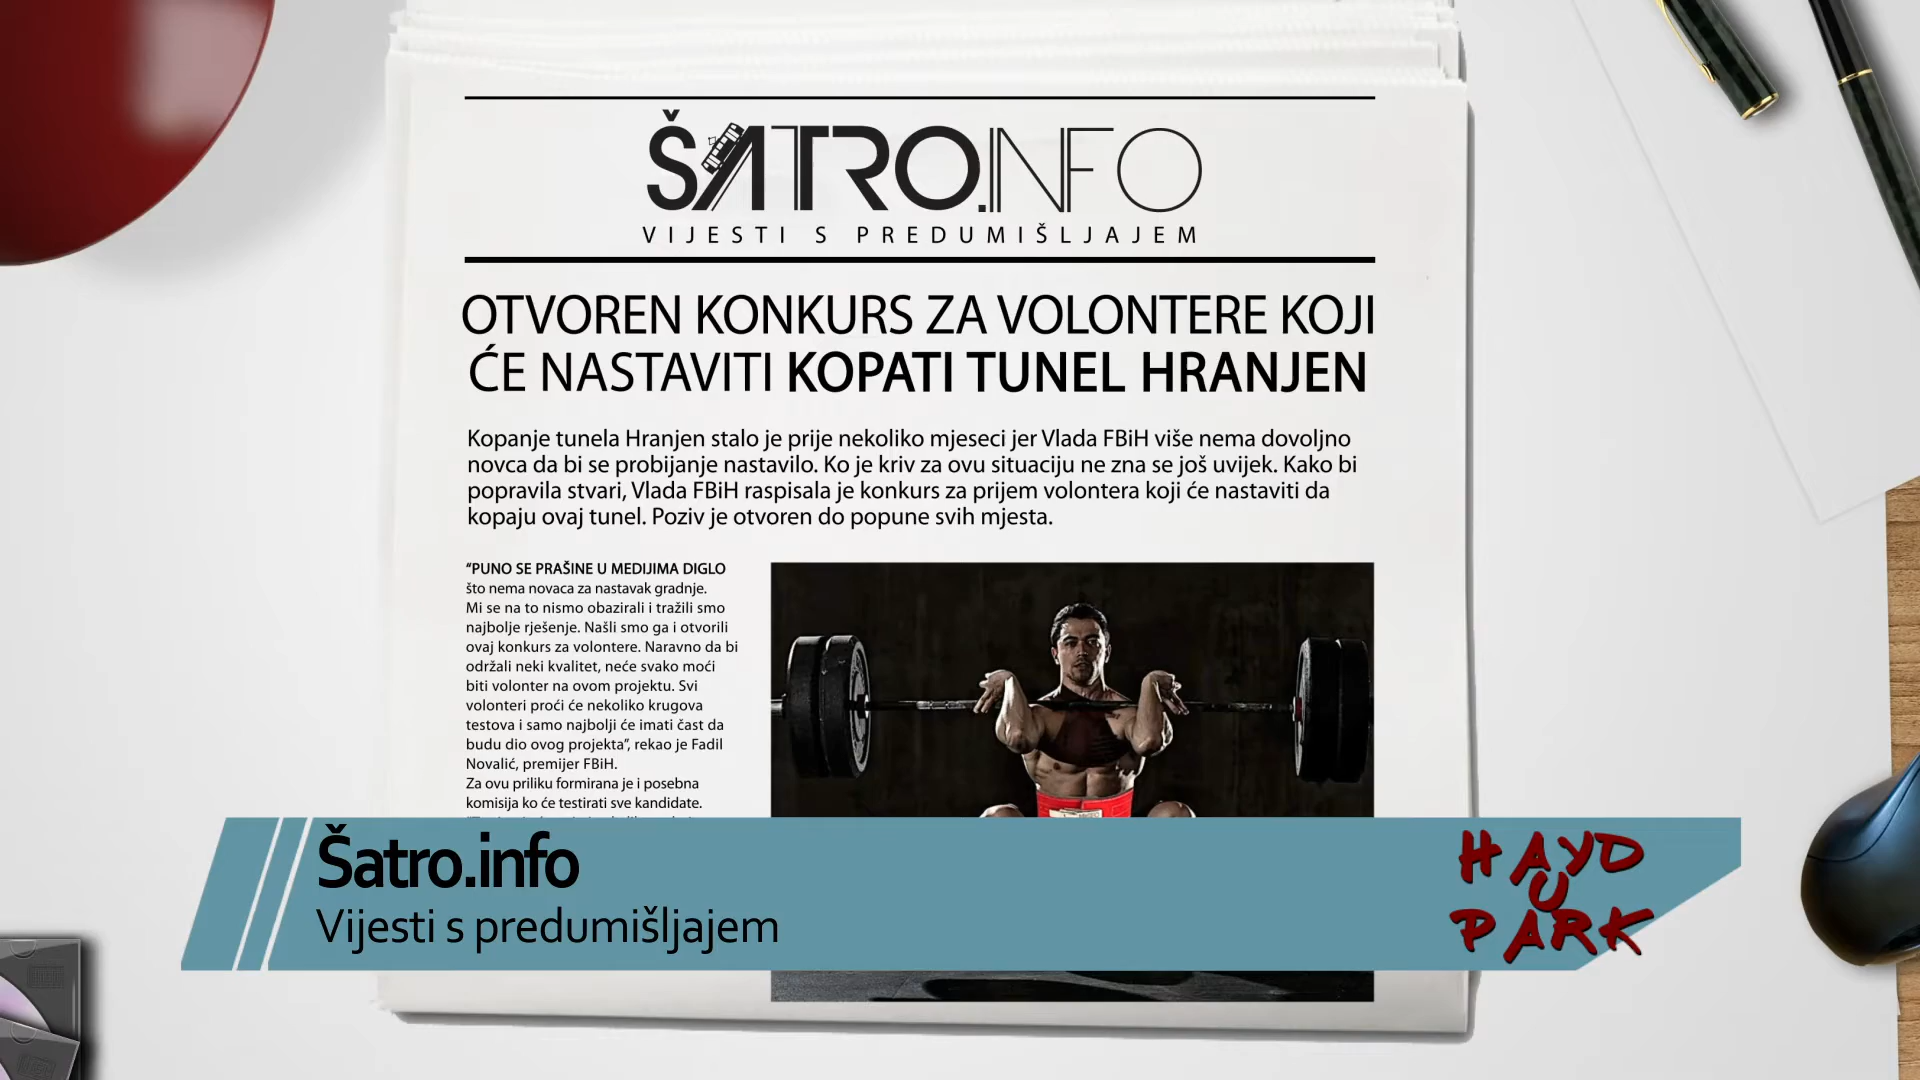 ŠATRO.INFO
VIJESTI S PREDUMIŠLJAJEM
OTVOREN KONKURS ZA VOLONTERE KOJI
ĆE NASTAVITI KOPATI TUNEL HRANJEN
Kopanje tunela Hranjen stalo je prije nekoliko mjeseci jer Vlada FBiH više nema dovoljno
novca da bi se probijanje nastavilo. Ko je kriv za ovu situaciju ne zna se još uvijek. Kako bi
popravila stvari, Vlada FBiH raspisala je konkurs za prijem volontera koji će nastaviti da
kopaju ovaj tunel. Poziv je otvoren do popune svih mjesta.
“PUNO SE PRAŠINE U MEDIJIMA DIGLO
što nema novaca za nastavak gradnje.
Mi se na to nismo obazirali i tražili smo
najbolje rješenje. Našli smo ga i otvorili
ovaj konkurs za volontere. Naravno da bi
održali neki kvalitet, neće svako moći
biti volonter na ovom projektu. Svi
volonteri proći će nekoliko krugova
testova i samo najbolji će imati čast da
budu dio ovog projekta”, rekao je Fadil
Novalić, premijer FBiH.
Za ovu priliku formirana je i posebna
komisija ko će testirati sve kandidate.
Šatro.info
Vijesti s predumišljajem
HAYD
U
PARK